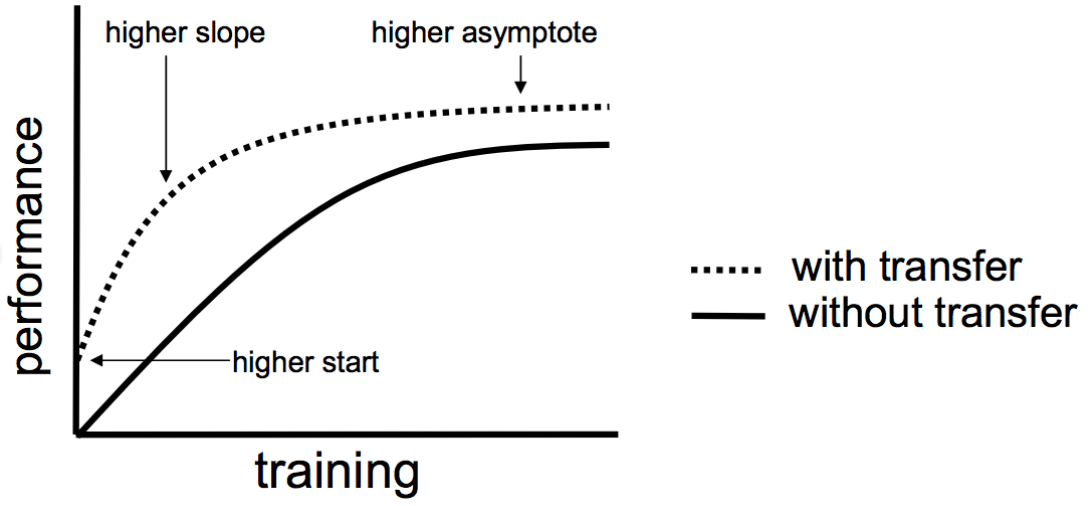 higher slope
higher asymptote
performance
higher start
training
with transfer
without transfer